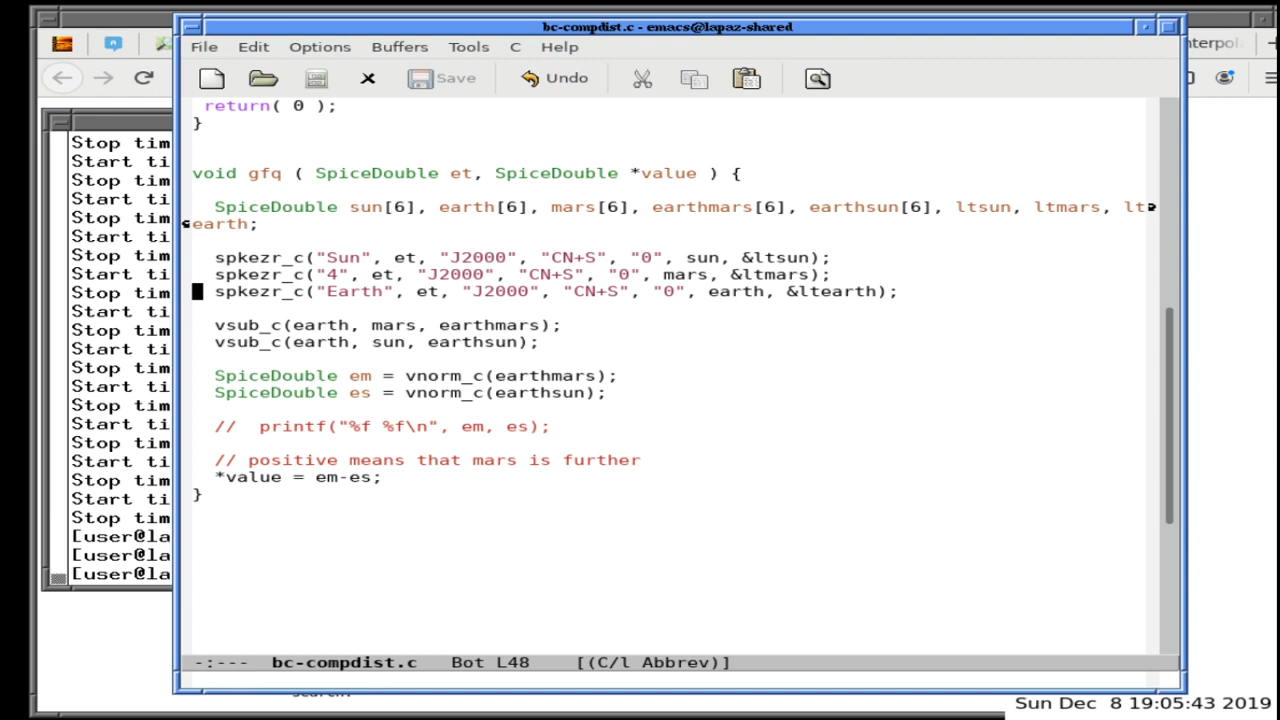 bc-compdist.c - emacs@lapaz-shared
nterpol
File Edit Options Buffers Tools C Help
Save Undo
return( 0 );
}
void gfq ( SpiceDouble et, SpiceDouble *value ) {
SpiceDouble sun[6], earth[6], mars[6], earthmars[6], earthsun[6], ltsun, ltmars, lt
earth;
spkezr_c("Sun", et, "J2000", "CN+S", "0", sun, &ltsun);
spkezr_c("4", et, "J2000", "CN+S", "0", mars, &ltmars);
spkezr_c("Earth", et, "J2000", "CN+S", "0", earth, &ltearth);
vsub_c(earth, mars, earthmars);
vsub_c(earth, sun, earthsun);
SpiceDouble em = vnorm_c(earthmars);
SpiceDouble es = vnorm_c(earthsun);
//  printf("%f %f\n", em, es);
// positive means that mars is further
*value = em-es;
}
Stop tim
Start ti
Stop tim
Start ti
Stop tim
Start ti
Stop tim
Start ti
Stop tim
Start ti
Stop tim
Start ti
Stop tim
Start ti
Stop tim
Start ti
Stop tim
Start ti
Stop tim
Start ti
Stop tim
[user@la
[user@la
[user@la
-:--- bc-compdist.c Bot L48 [(C/l Abbrev)]
search.
Sun Dec 8 19:05:43 2019